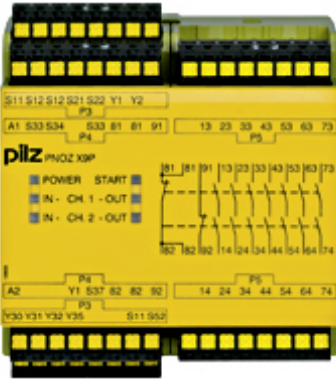 S11 S12 S12 S21 S22 Y1 Y2
P3
A1 S33 S34 S33 81 81 91
P4
13 23 33 43 53 63 73
P5
pilz PNOZ X9P
POWER START
IN - CH. 1 - OUT
IN - CH. 2 - OUT
81 81 91 13 23 33 43 53 63 73
82 82 92 14 24 34 44 54 64 74
P4
A2 Y1 S37 82 82 92
P3
Y30 Y31 Y32 Y35 S11 S52
P5
14 24 34 44 54 64 74